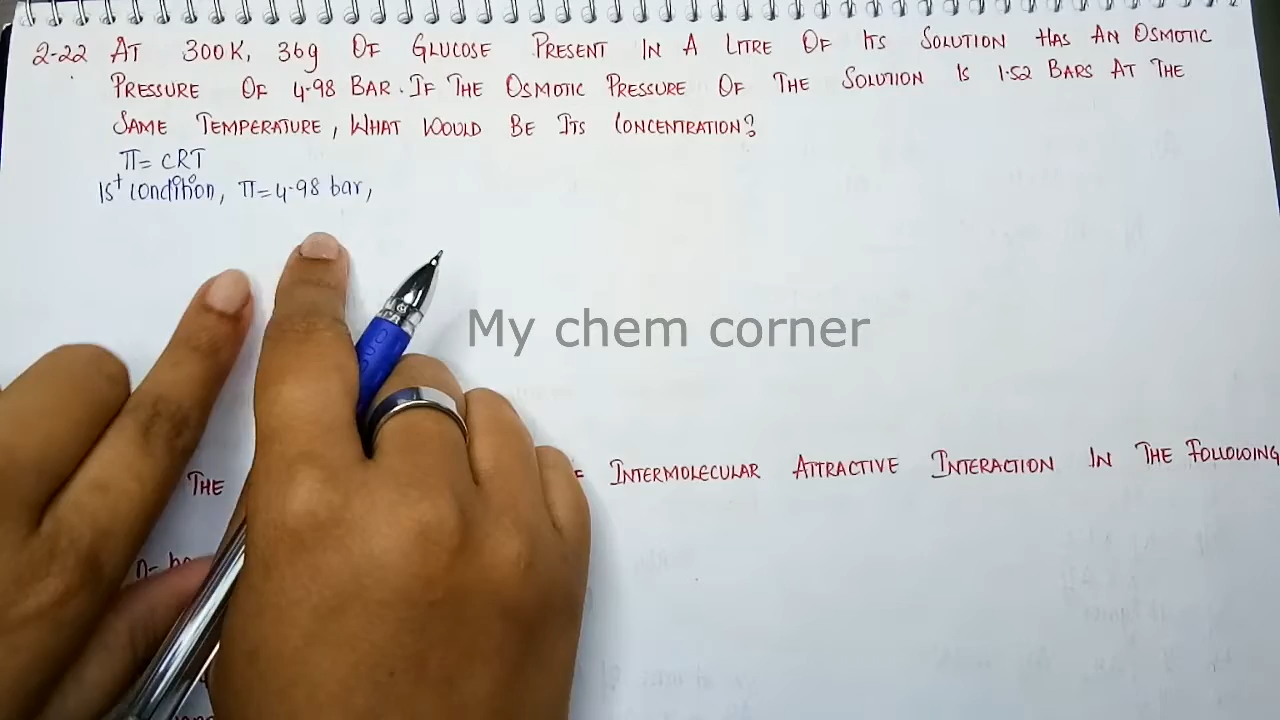 2.22 AT 300K, 36g OF GLUCOSE PRESENT IN A LITRE OF ITS SOLUTION HAS AN OSMOTIC
PRESSURE OF 4.98 BAR. IF THE OSMOTIC PRESSURE OF THE SOLUTION IS 1.52 BARS AT THE
SAME TEMPERATURE, WHAT WOULD BE ITS CONCENTRATION?
π = CRT
Ist condition, π = 4.98 bar,
My chem corner
THE INTERMOLECULAR ATTRACTIVE INTERACTION IN THE FOLLOWING
n-